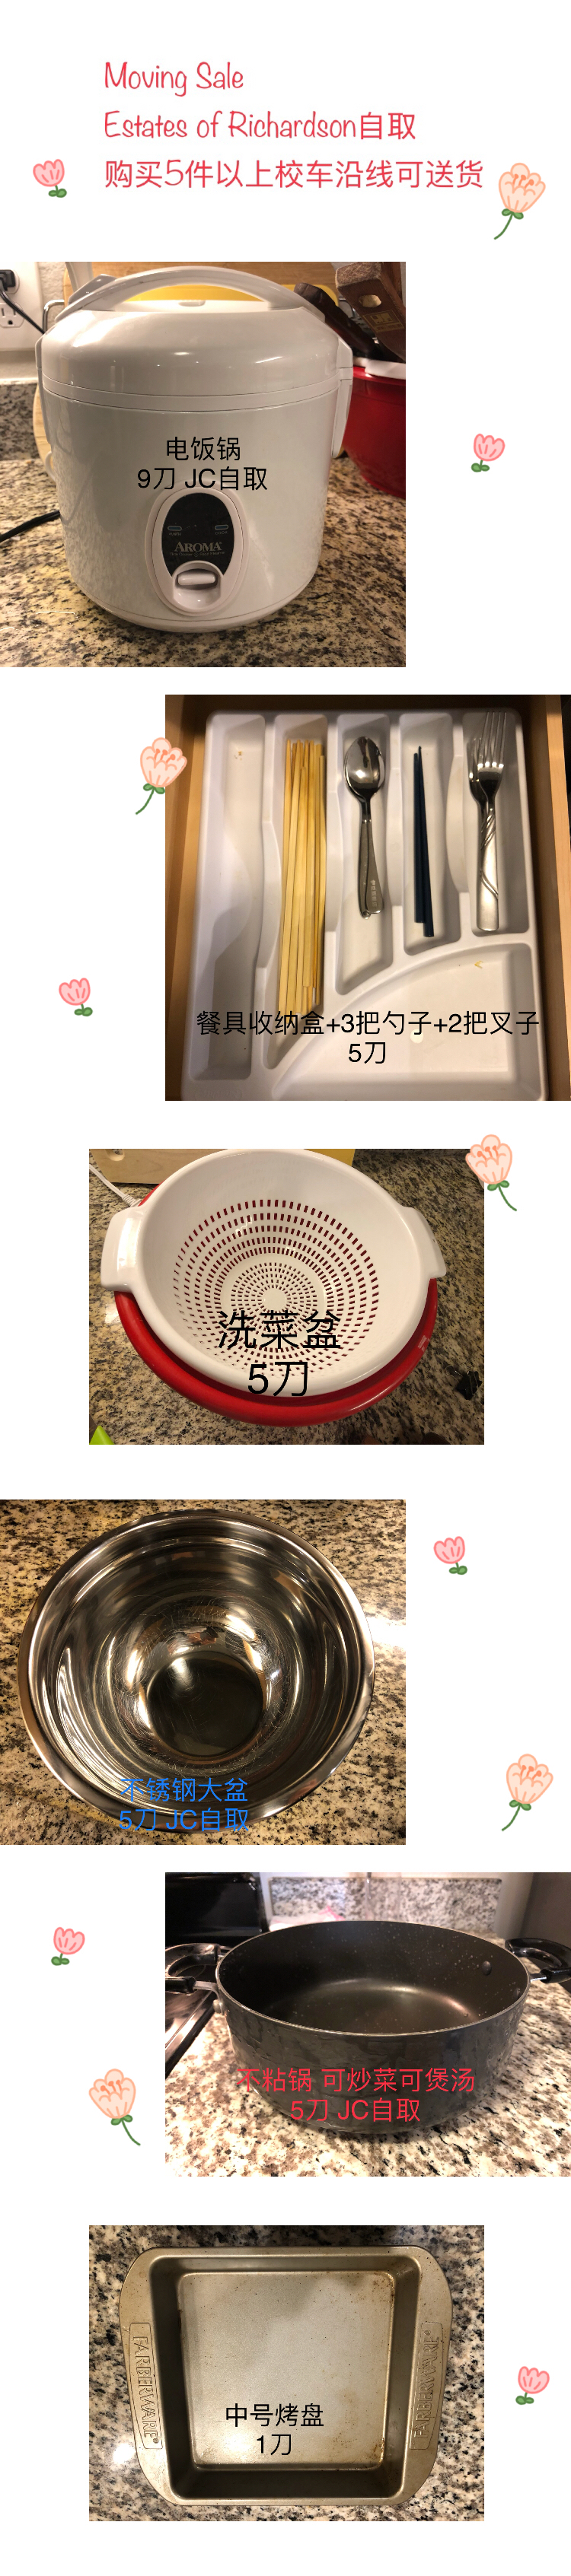 Moving Sale
Estates of Richardson自取
购买5件以上校车沿线可送货
电饭锅
9刀 JC自取
AROMA
餐具收纳盒+3把勺子+2把叉子
5刀
洗菜盆
5刀
不锈钢大盆
5刀 JC自取
不粘锅 可炒菜可煲汤
5刀 JC自取
FARBERWARE
FARBERWARE
中号烤盘
1刀